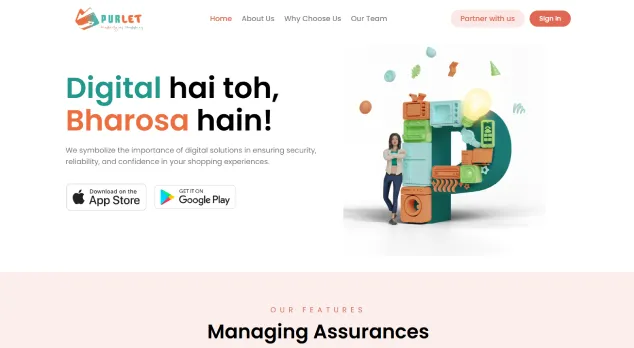 PURLET
Home About Us Why Choose Us Our Team
Partner with us
Sign in
Digital hai toh,
Bharosa hain!
We symbolize the importance of digital solutions in ensuring security,
reliability, and confidence in your shopping experiences.
Download on the
App Store
GET IT ON
Google Play
OUR FEATURES
Managing Assurances